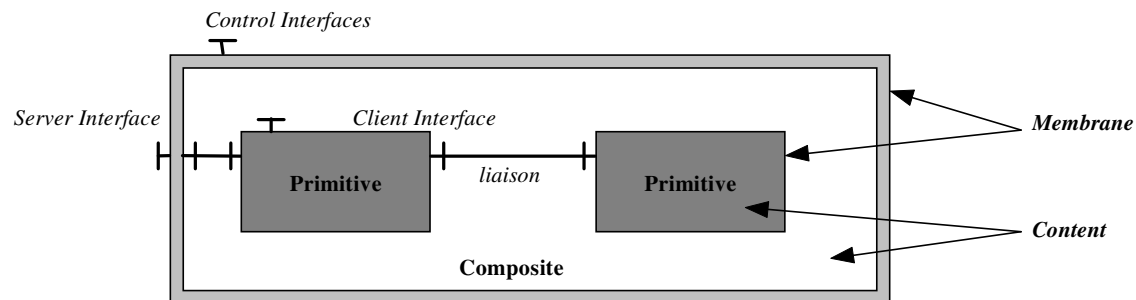 Control Interfaces
Server Interface
Client Interface
Membrane
Primitive
liaison
Primitive
Content
Composite